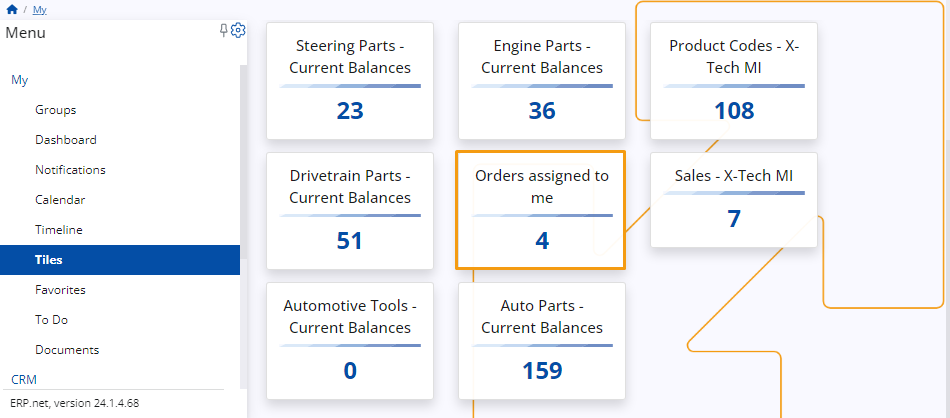 / My
Menu
My
Groups
Dashboard
Notifications
Calendar
Timeline
Tiles
Favorites
To Do
Documents
CRM
ERP.net, version 24.1.4.68
Steering Parts -
Current Balances
23
Engine Parts -
Current Balances
36
Product Codes - X-
Tech MI
108
Drivetrain Parts -
Current Balances
51
Orders assigned to
me
4
Sales - X-Tech MI
7
Automotive Tools -
Current Balances
0
Auto Parts -
Current Balances
159